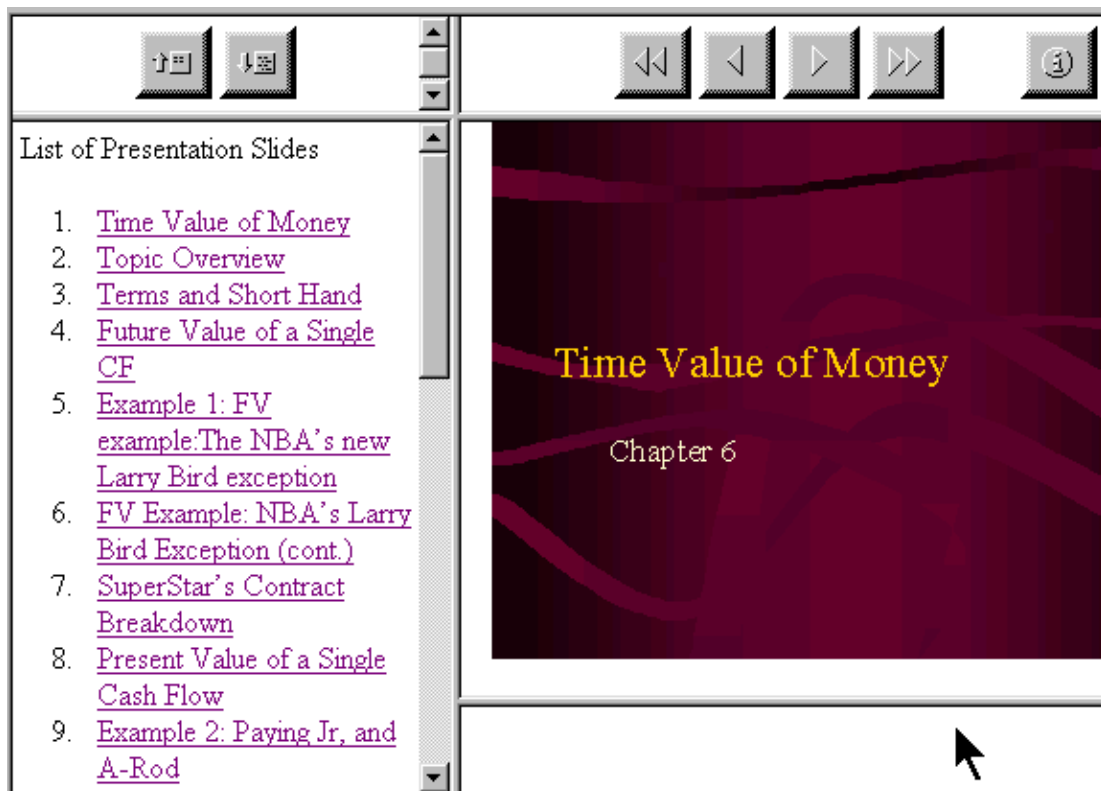 List of Presentation Slides
1. Time Value of Money
2. Topic Overview
3. Terms and Short Hand
4. Future Value of a Single
CF
5. Example 1: FV
example:The NBA's new
Larry Bird exception
6. FV Example: NBA's Larry
Bird Exception (cont.)
7. SuperStar's Contract
Breakdown
8. Present Value of a Single
Cash Flow
9. Example 2: Paying Jr, and
A-Rod
Time Value of Money
Chapter 6